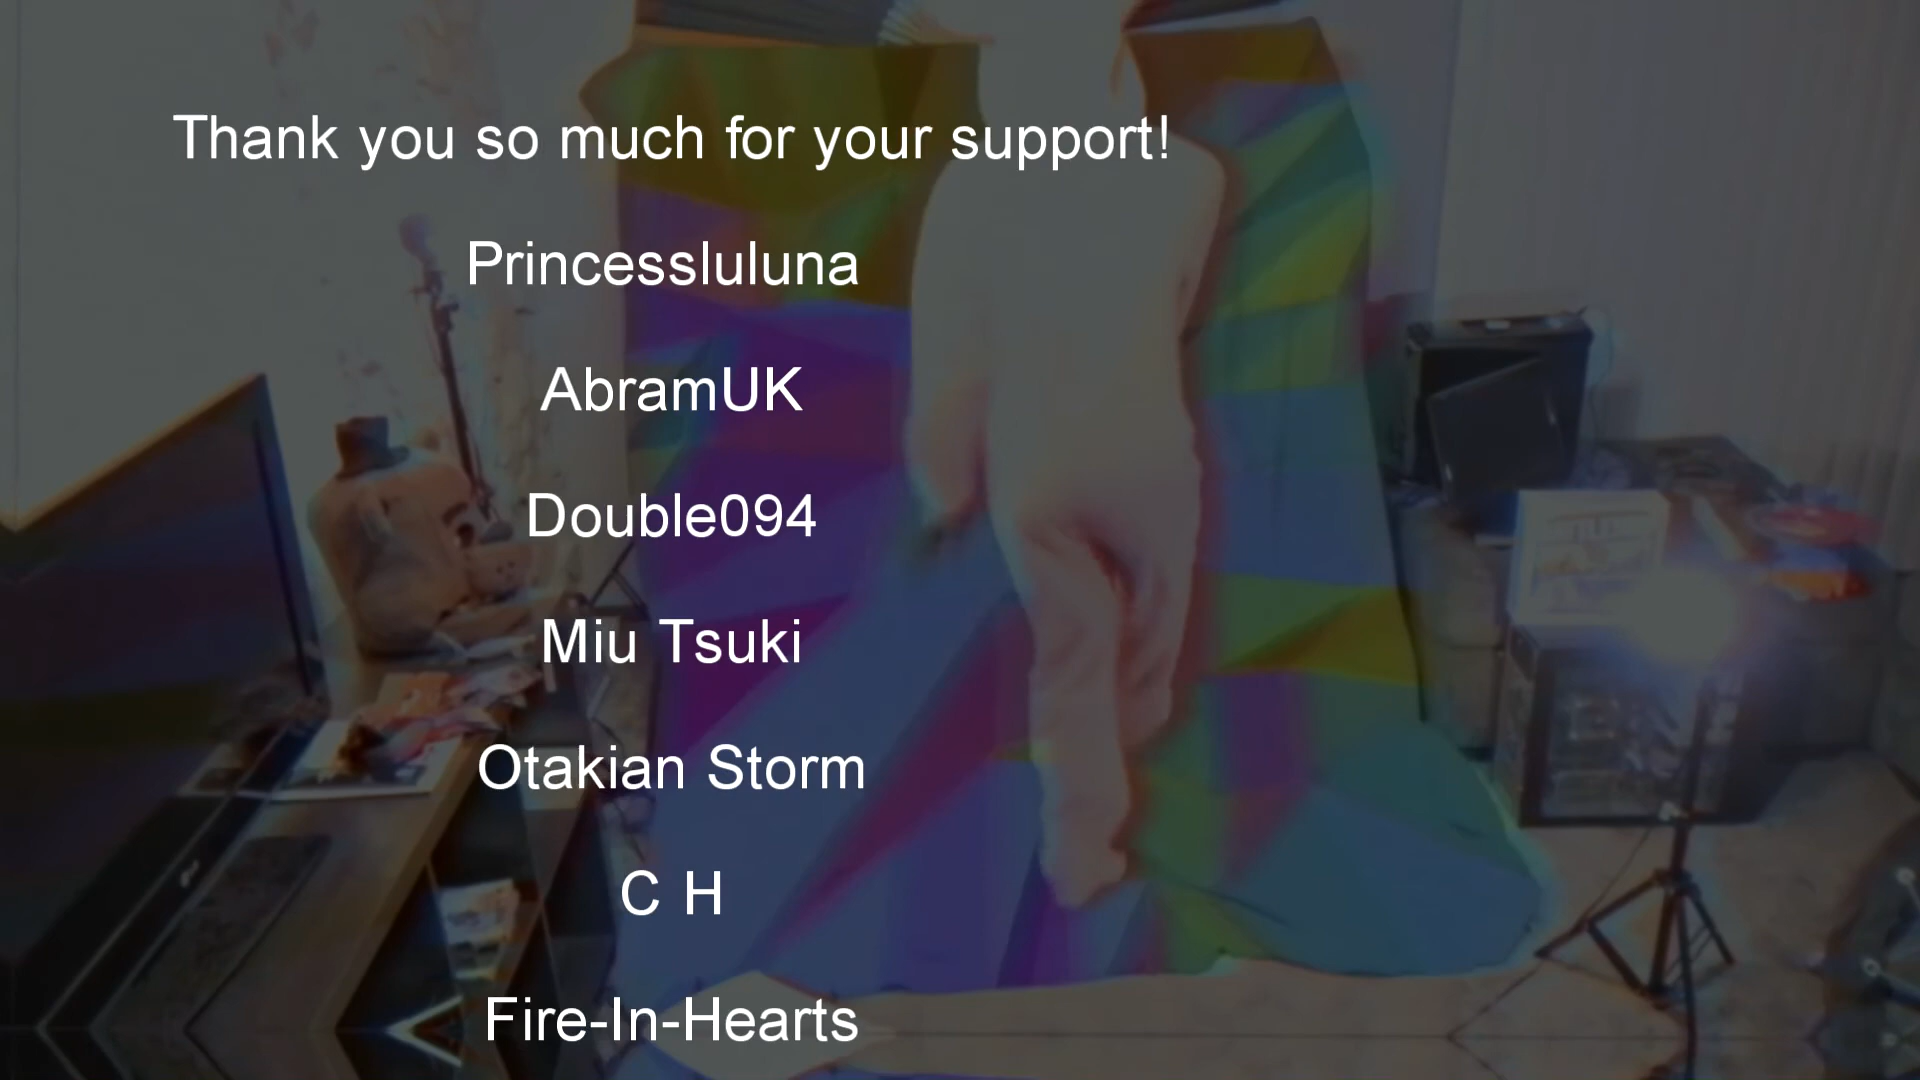 Thank you so much for your support!
Princessluluna
AbramUK
Double094
Miu Tsuki
Otakian Storm
C H
Fire-In-Hearts